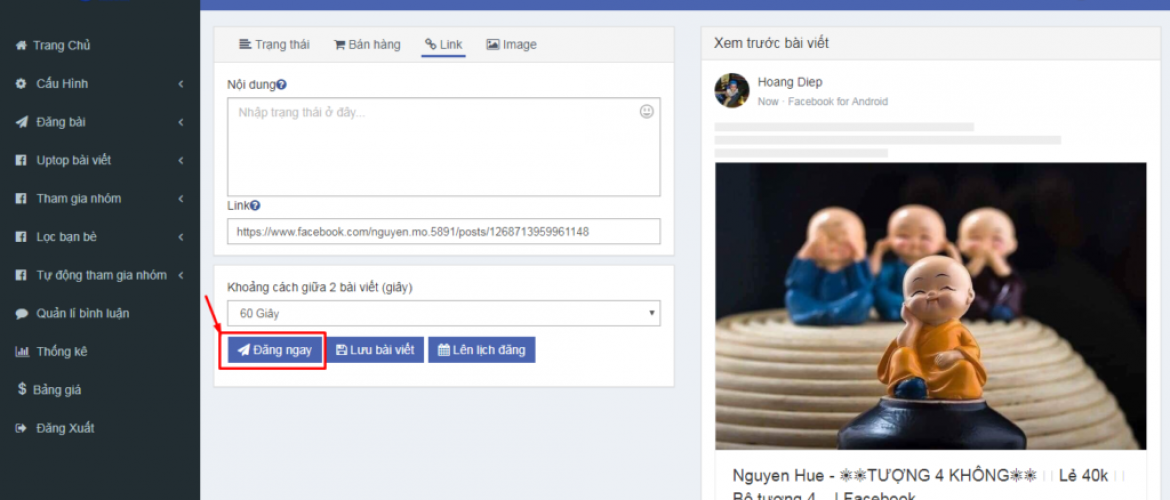 Trang Chủ
Cấu Hình
Đăng bài
Uptop bài viết
Tham gia nhóm
Lọc bạn bè
Tự động tham gia nhóm
Quản lí bình luận
Thống kê
$ Bảng giá
Đăng Xuất
Trạng thái Bán hàng Link Image
Nội dung
Nhập trạng thái ở đây...
Link
https://www.facebook.com/nguyen.mo.5891/posts/1268713959961148
Khoảng cách giữa 2 bài viết (giây)
60 Giây
Đăng ngay Lưu bài viết Lên lịch đăng
Xem trước bài viết
Hoang Diep
Now · Facebook for Android
Nguyen Hue - ❋❋TƯỢNG 4 KHÔNG❋❋ Lẻ 40k
Bộ tượng 4... | Facebook